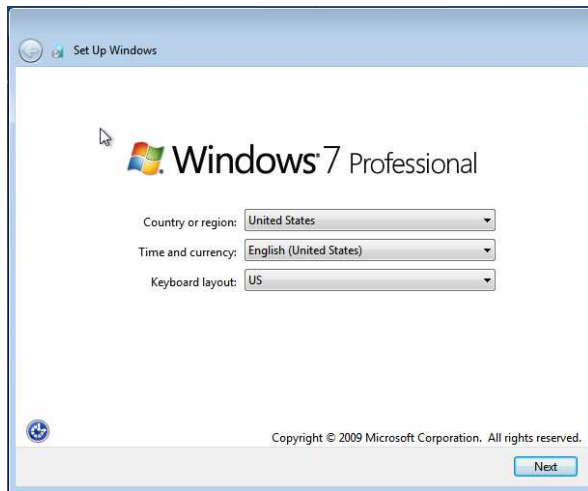 Set Up Windows
Windows 7 Professional
Country or region: United States
Time and currency: English (United States)
Keyboard layout: US
Copyright © 2009 Microsoft Corporation. All rights reserved.
Next